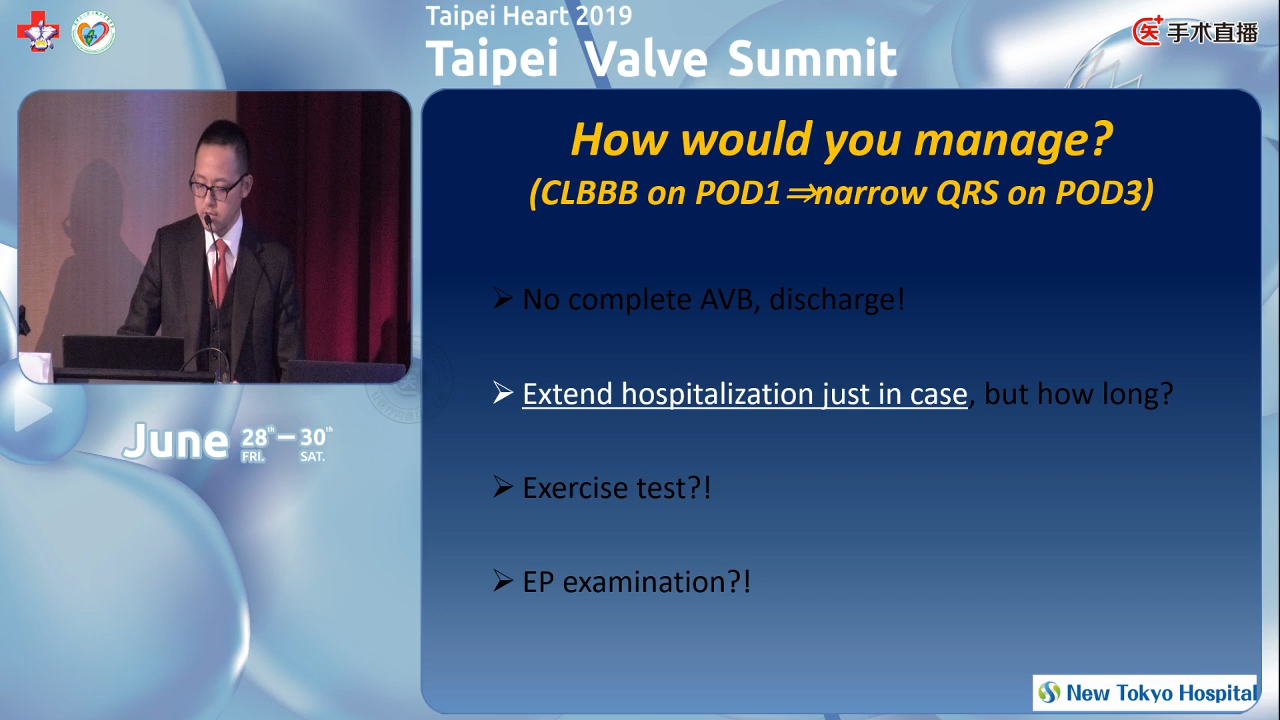 Taipei Heart 2019
Taipei Valve Summit
医 手术直播
How would you manage?
(CLBBB on POD1⇒narrow QRS on POD3)
➢ No complete AVB, discharge!
➢ Extend hospitalization just in case, but how long?
➢ Exercise test?!
➢ EP examination?!
June 28th FRI. – 30th SAT.
New Tokyo Hospital